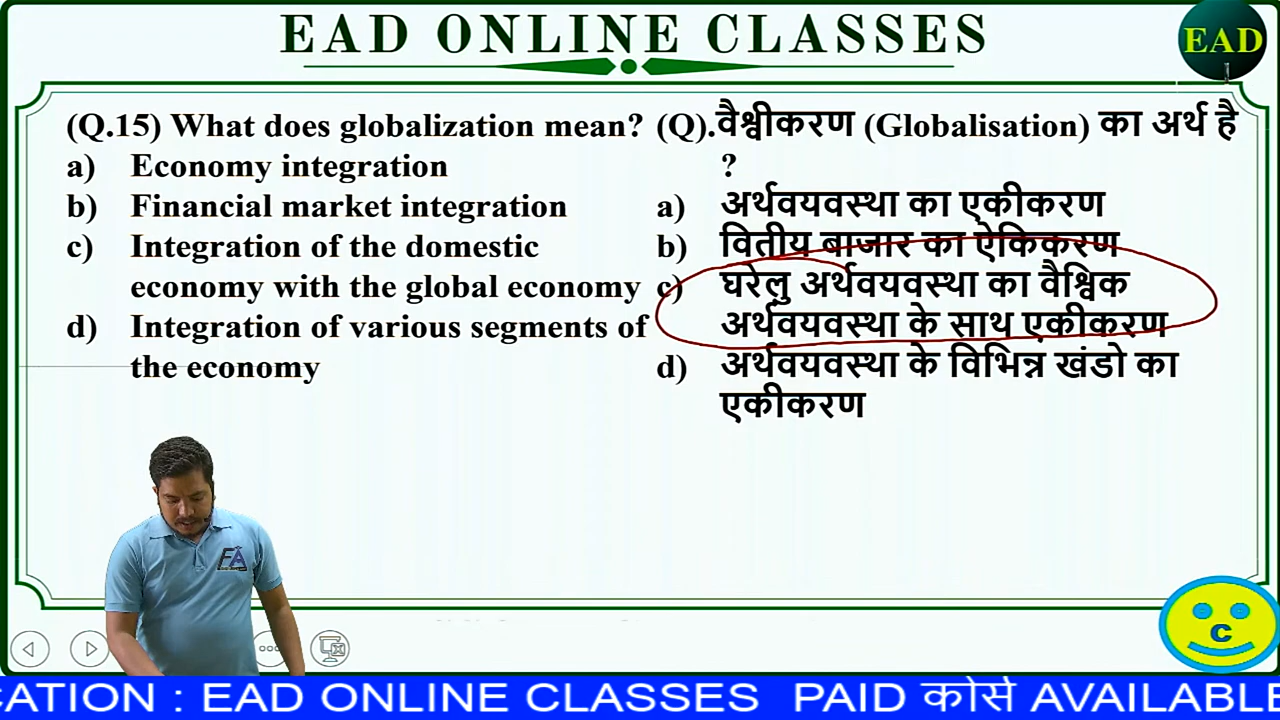 EAD ONLINE CLASSES
EAD
(Q.15) What does globalization mean?
a) Economy integration
b) Financial market integration
c) Integration of the domestic
economy with the global economy
d) Integration of various segments of
the economy
(Q).वैश्वीकरण (Globalisation) का अर्थ है
?
a) अर्थवयवस्था का एकीकरण
b) वितीय बाजार का ऐकिकरण
c) घरेलु अर्थवयवस्था का वैश्विक
अर्थवयवस्था के साथ एकीकरण
d) अर्थवयवस्था के विभिन्न खंडो का
एकीकरण
FA
C
CATION : EAD ONLINE CLASSES PAID कोर्स AVAILABLE